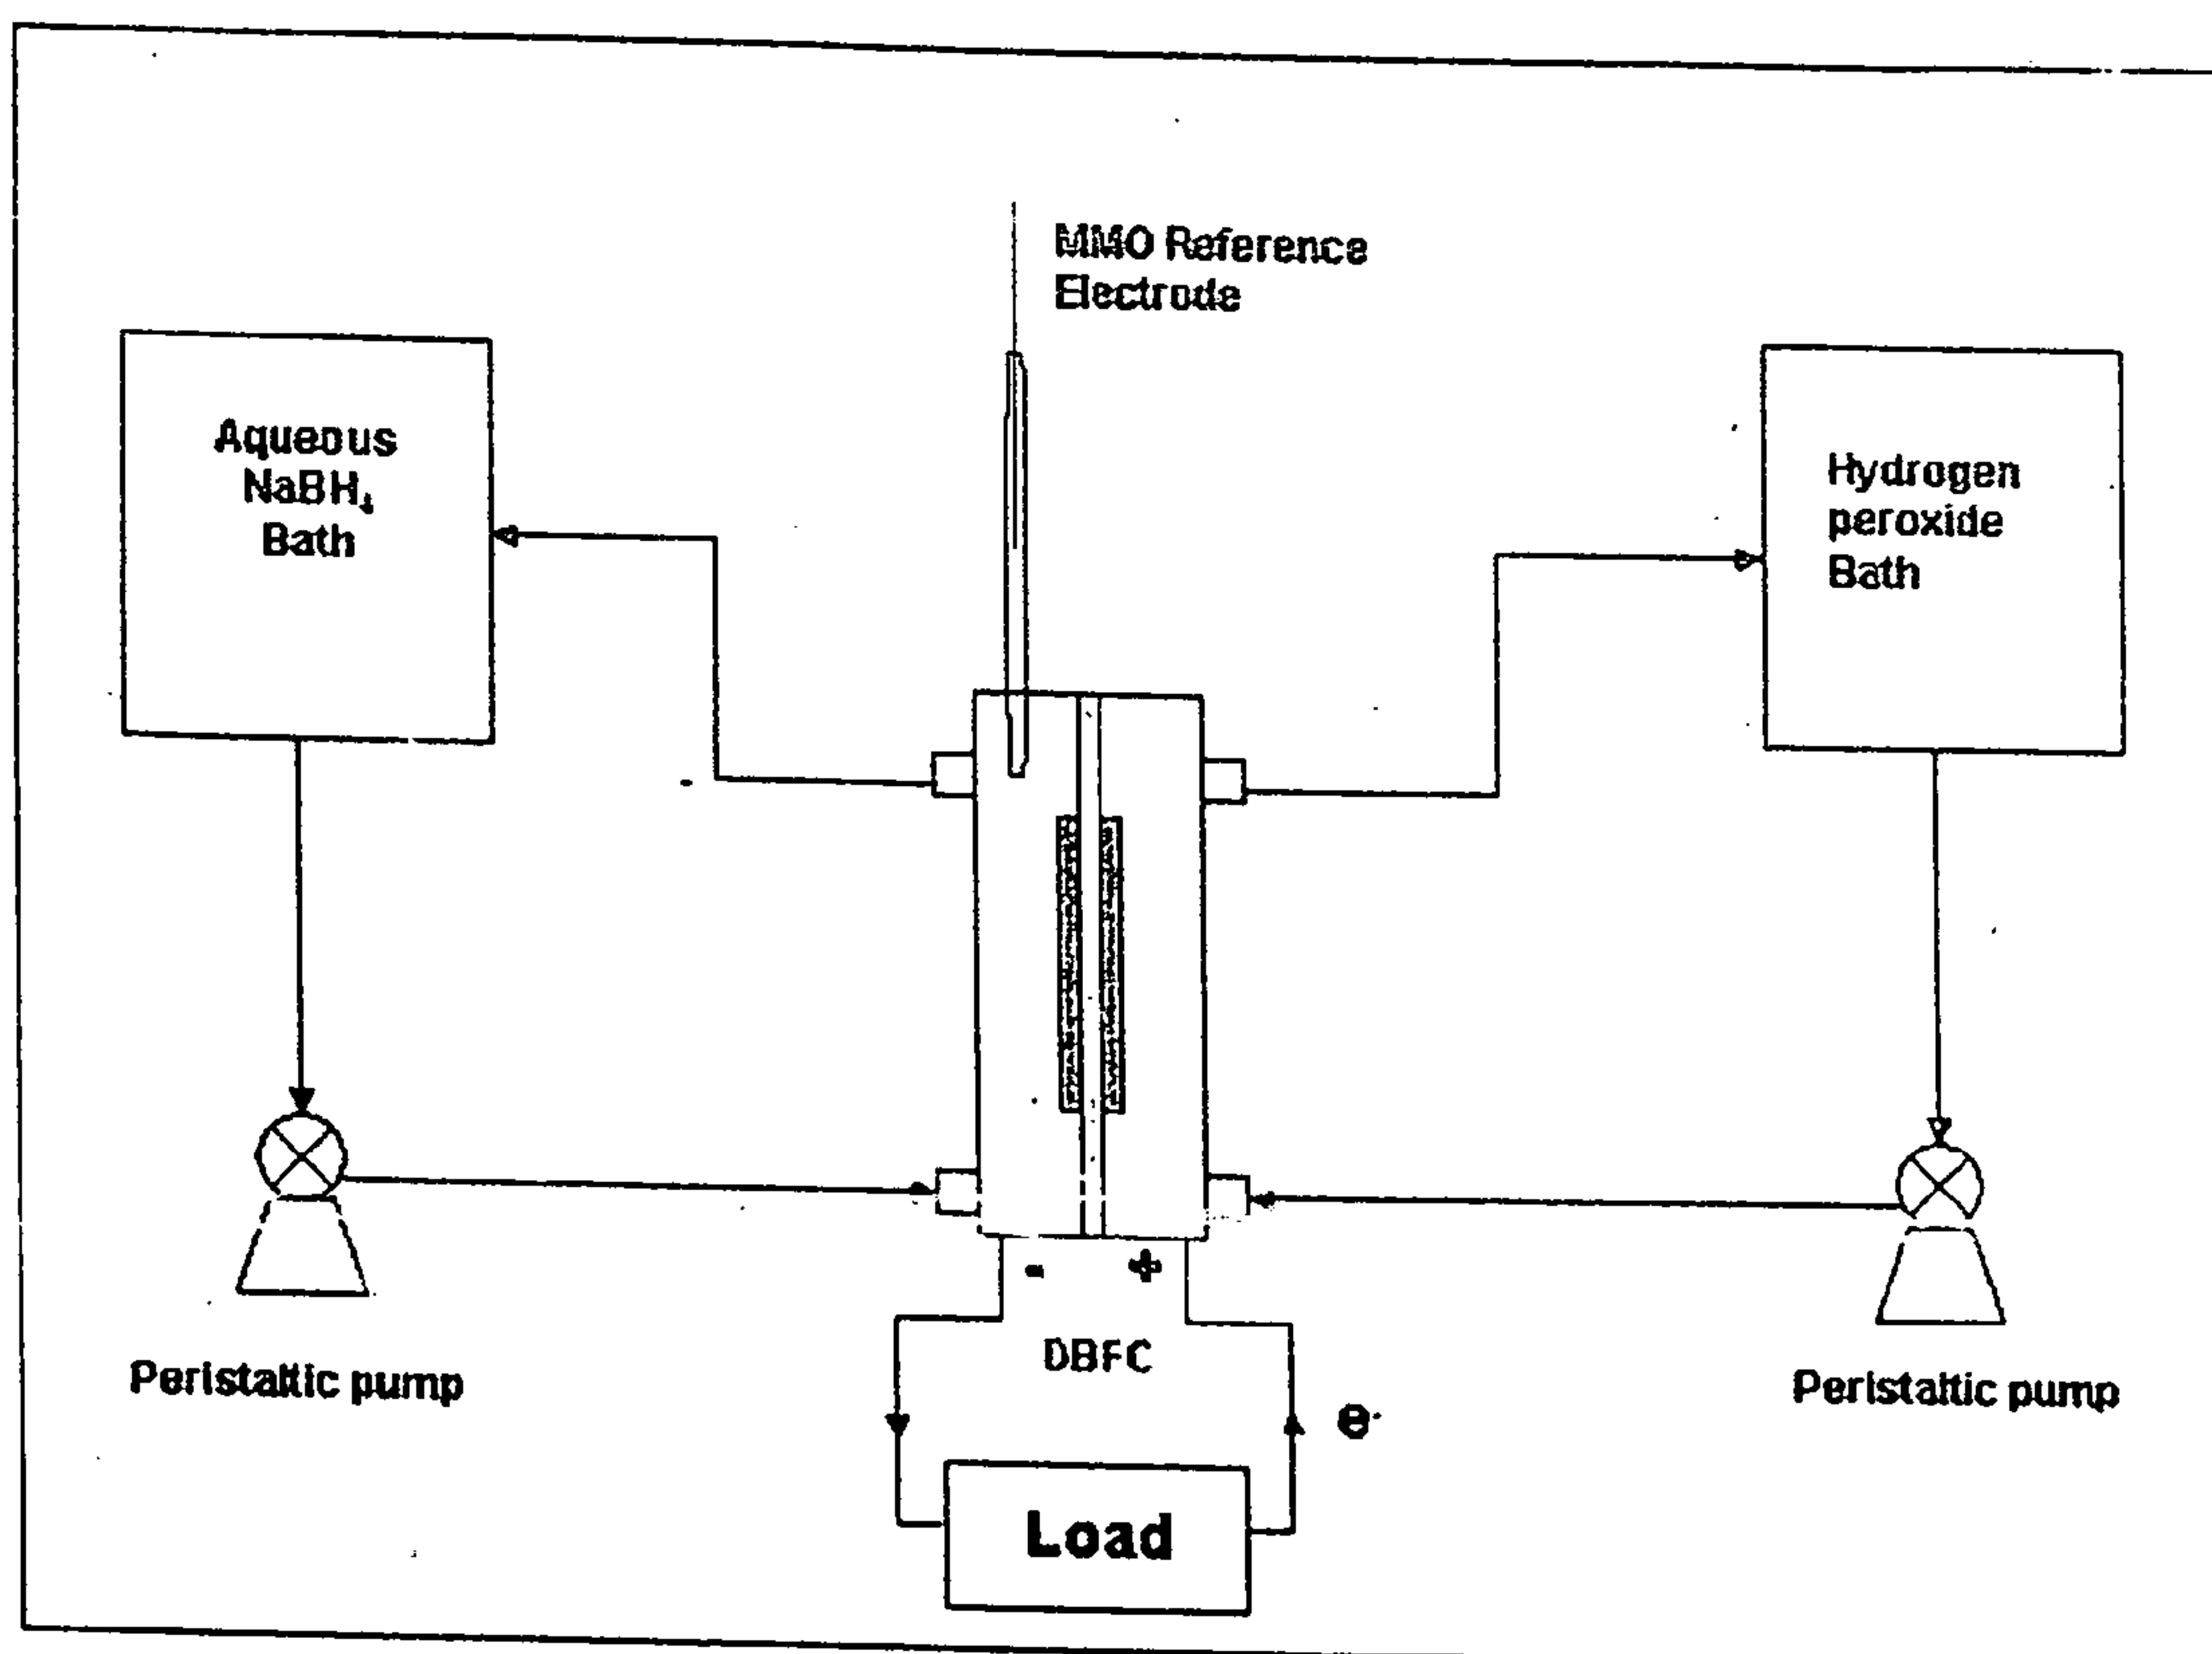 MMO Reference
Electrode
Aqueous
NaBH₄
Bath
Hydrogen
peroxide
Bath
-
+
DBFC
Peristaltic pump
Peristaltic pump
e-
Load